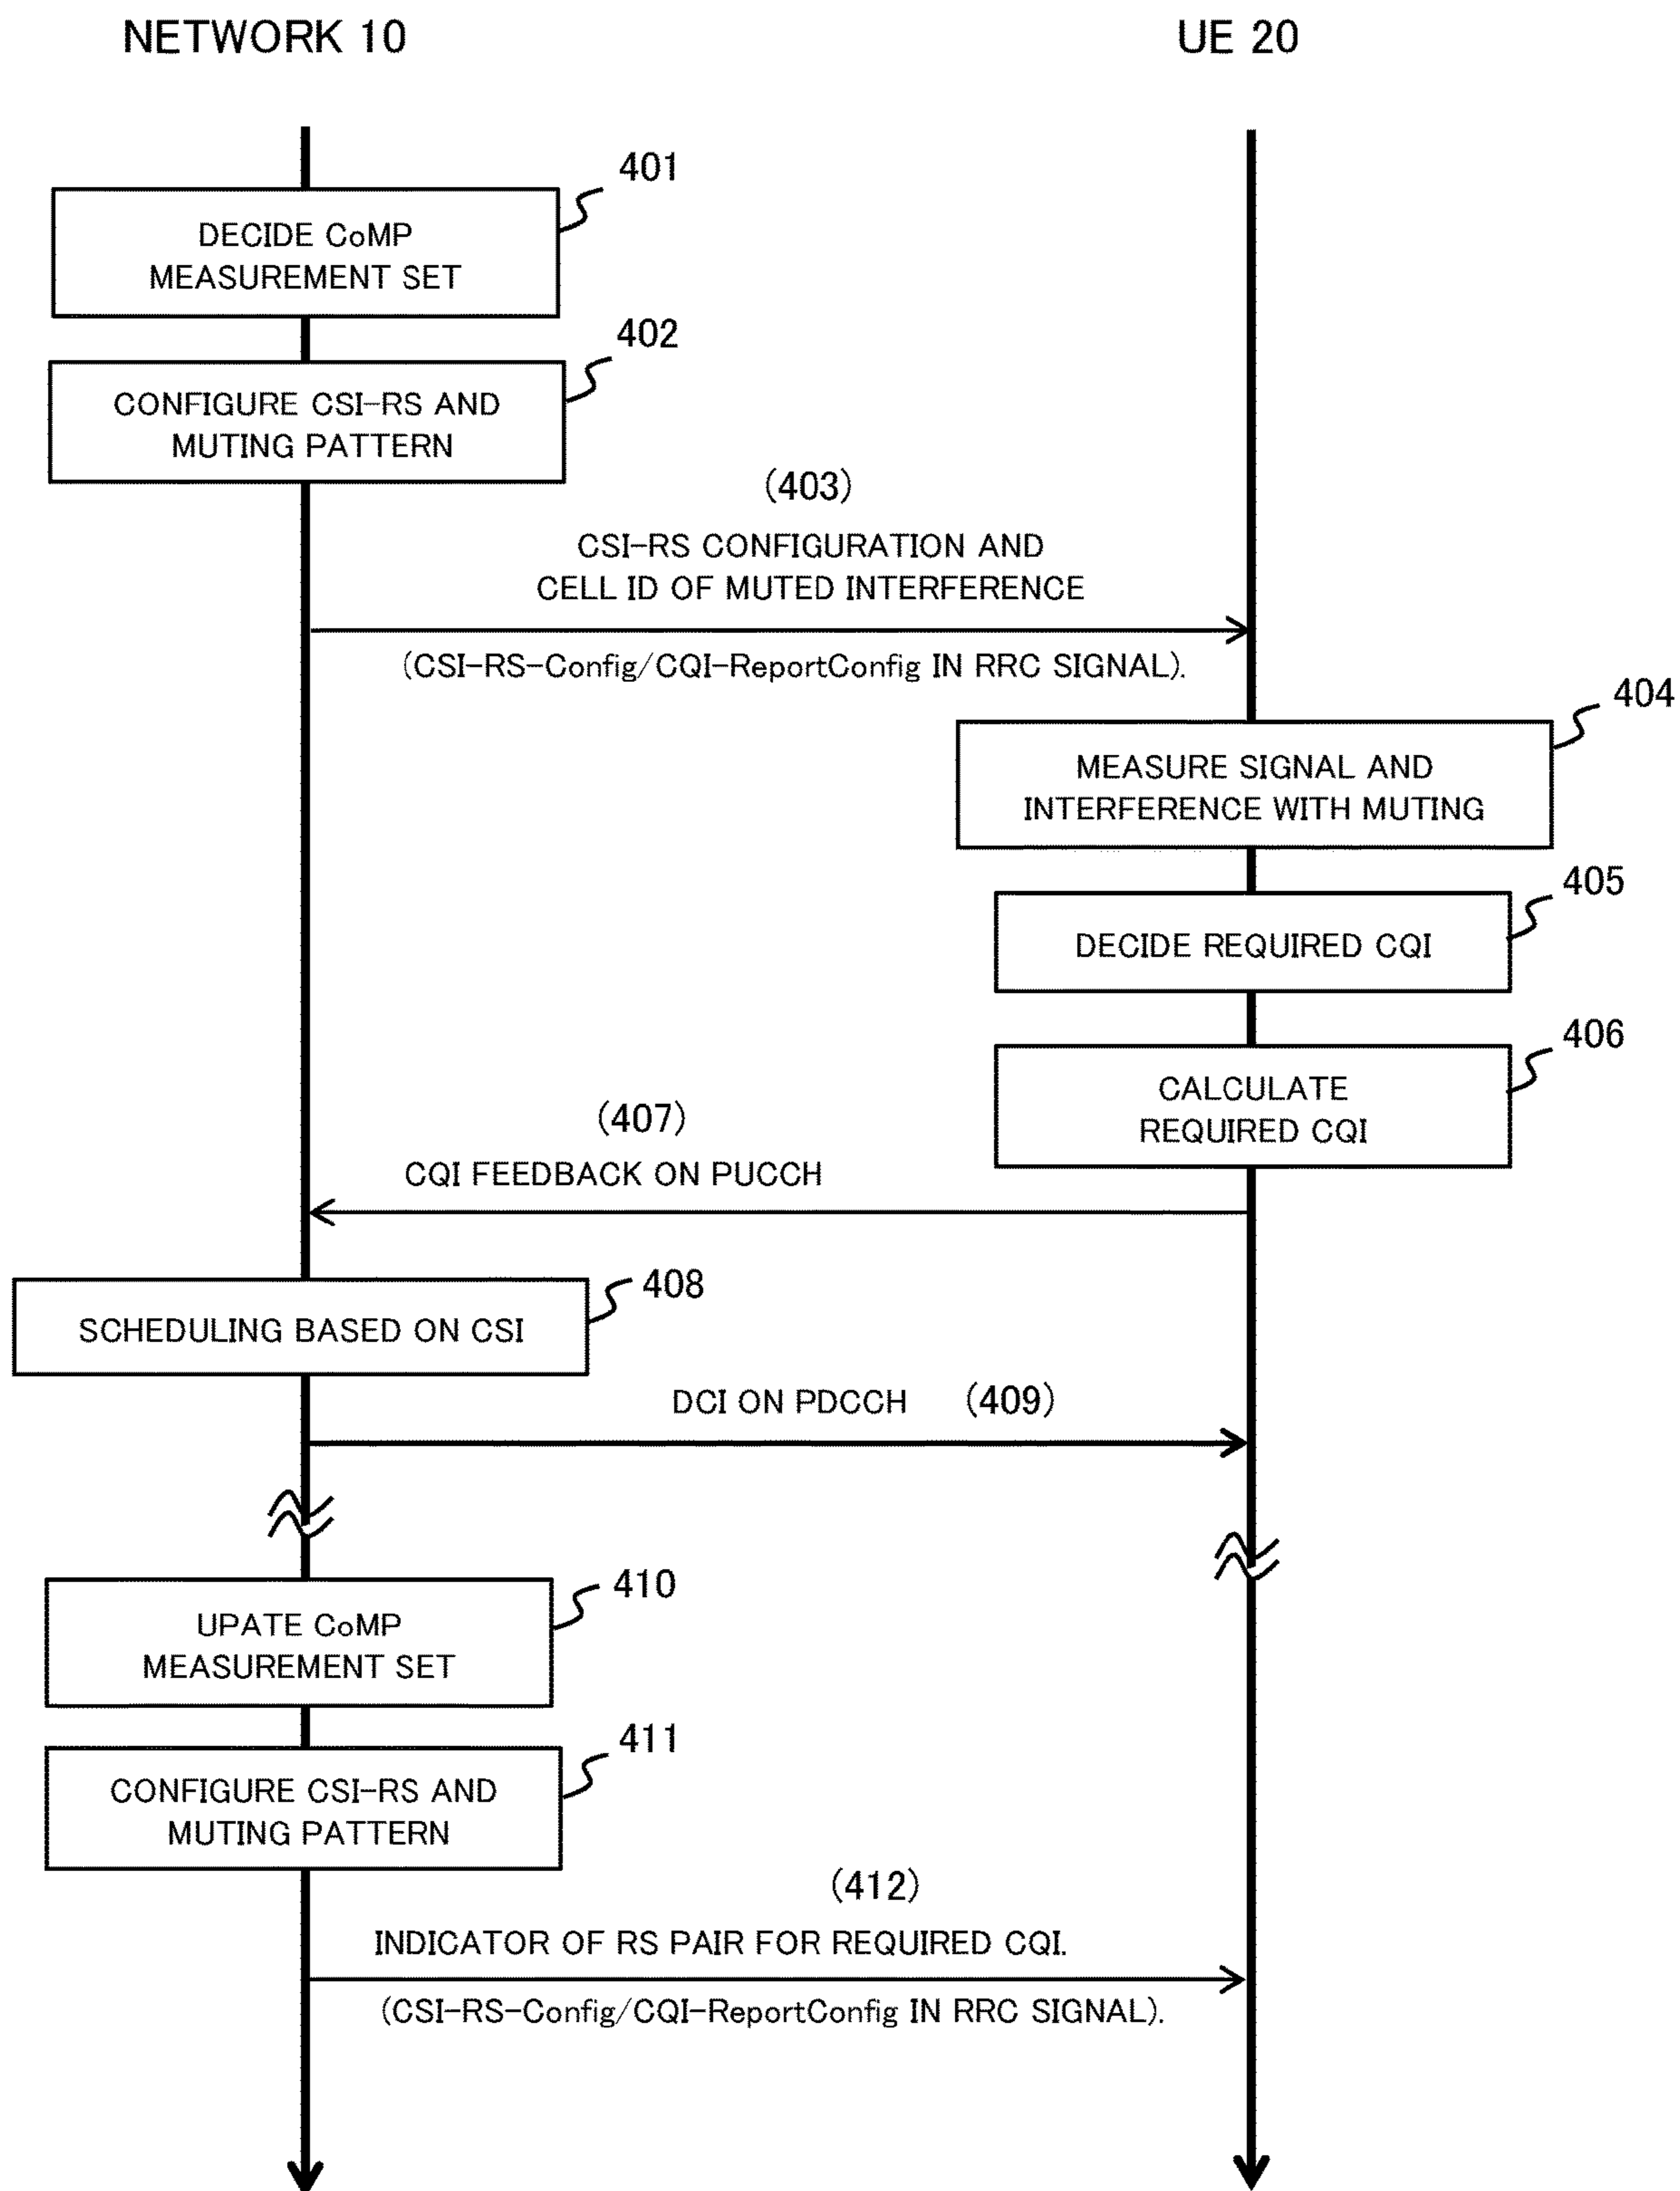 NETWORK 10
UE 20
401
DECIDE CoMP
MEASUREMENT SET
402
CONFIGURE CSI-RS AND
MUTING PATTERN
(403)
CSI-RS CONFIGURATION AND
CELL ID OF MUTED INTERFERENCE
(CSI-RS-Config/CQI-ReportConfig IN RRC SIGNAL).
404
MEASURE SIGNAL AND
INTERFERENCE WITH MUTING
405
DECIDE REQUIRED CQI
406
CALCULATE
REQUIRED CQI
(407)
CQI FEEDBACK ON PUCCH
408
SCHEDULING BASED ON CSI
DCI ON PDCCH (409)
410
UPATE CoMP
MEASUREMENT SET
411
CONFIGURE CSI-RS AND
MUTING PATTERN
(412)
INDICATOR OF RS PAIR FOR REQUIRED CQI.
(CSI-RS-Config/CQI-ReportConfig IN RRC SIGNAL).